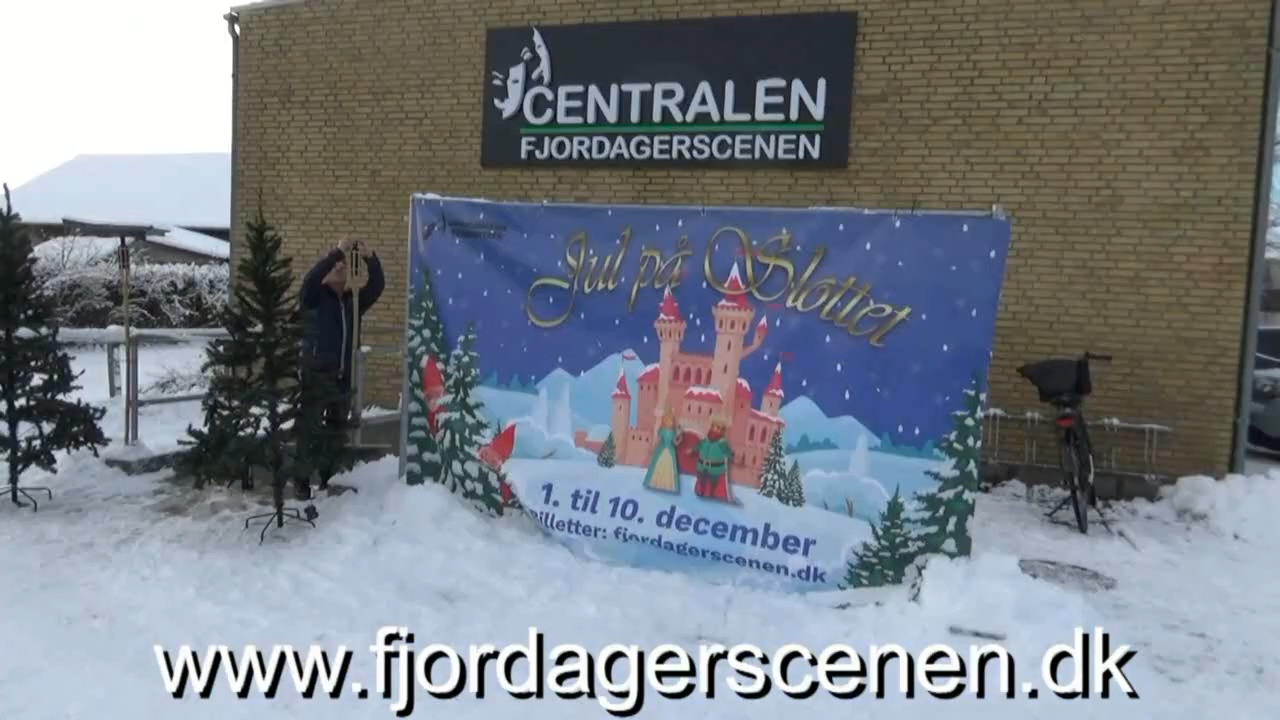 CENTRALEN
FJORDAGERSCENEN
Jul på Slottet
1. til 10. december
Billetter: fjordagerscenen.dk
www.fjordagerscenen.dk